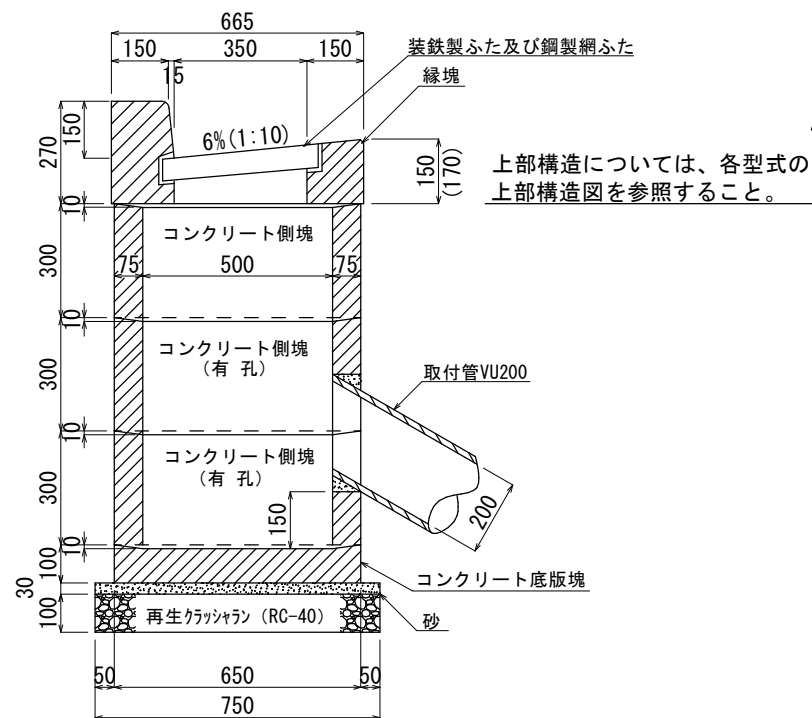 665
150
350
150
15
装鉄製ふた及び鋼製網ふた
縁塊
270
150
6%(1:10)
150
(170)
上部構造については、各型式の
上部構造図を参照すること。
10
コンクリート側塊
300
75
500
75
10
コンクリート側塊
(有 孔)
300
取付管VU200
10
コンクリート側塊
(有 孔)
300
150
200
10
100
コンクリート底版塊
30
100
再生クラッシャラン (RC-40)
砂
50
650
50
750